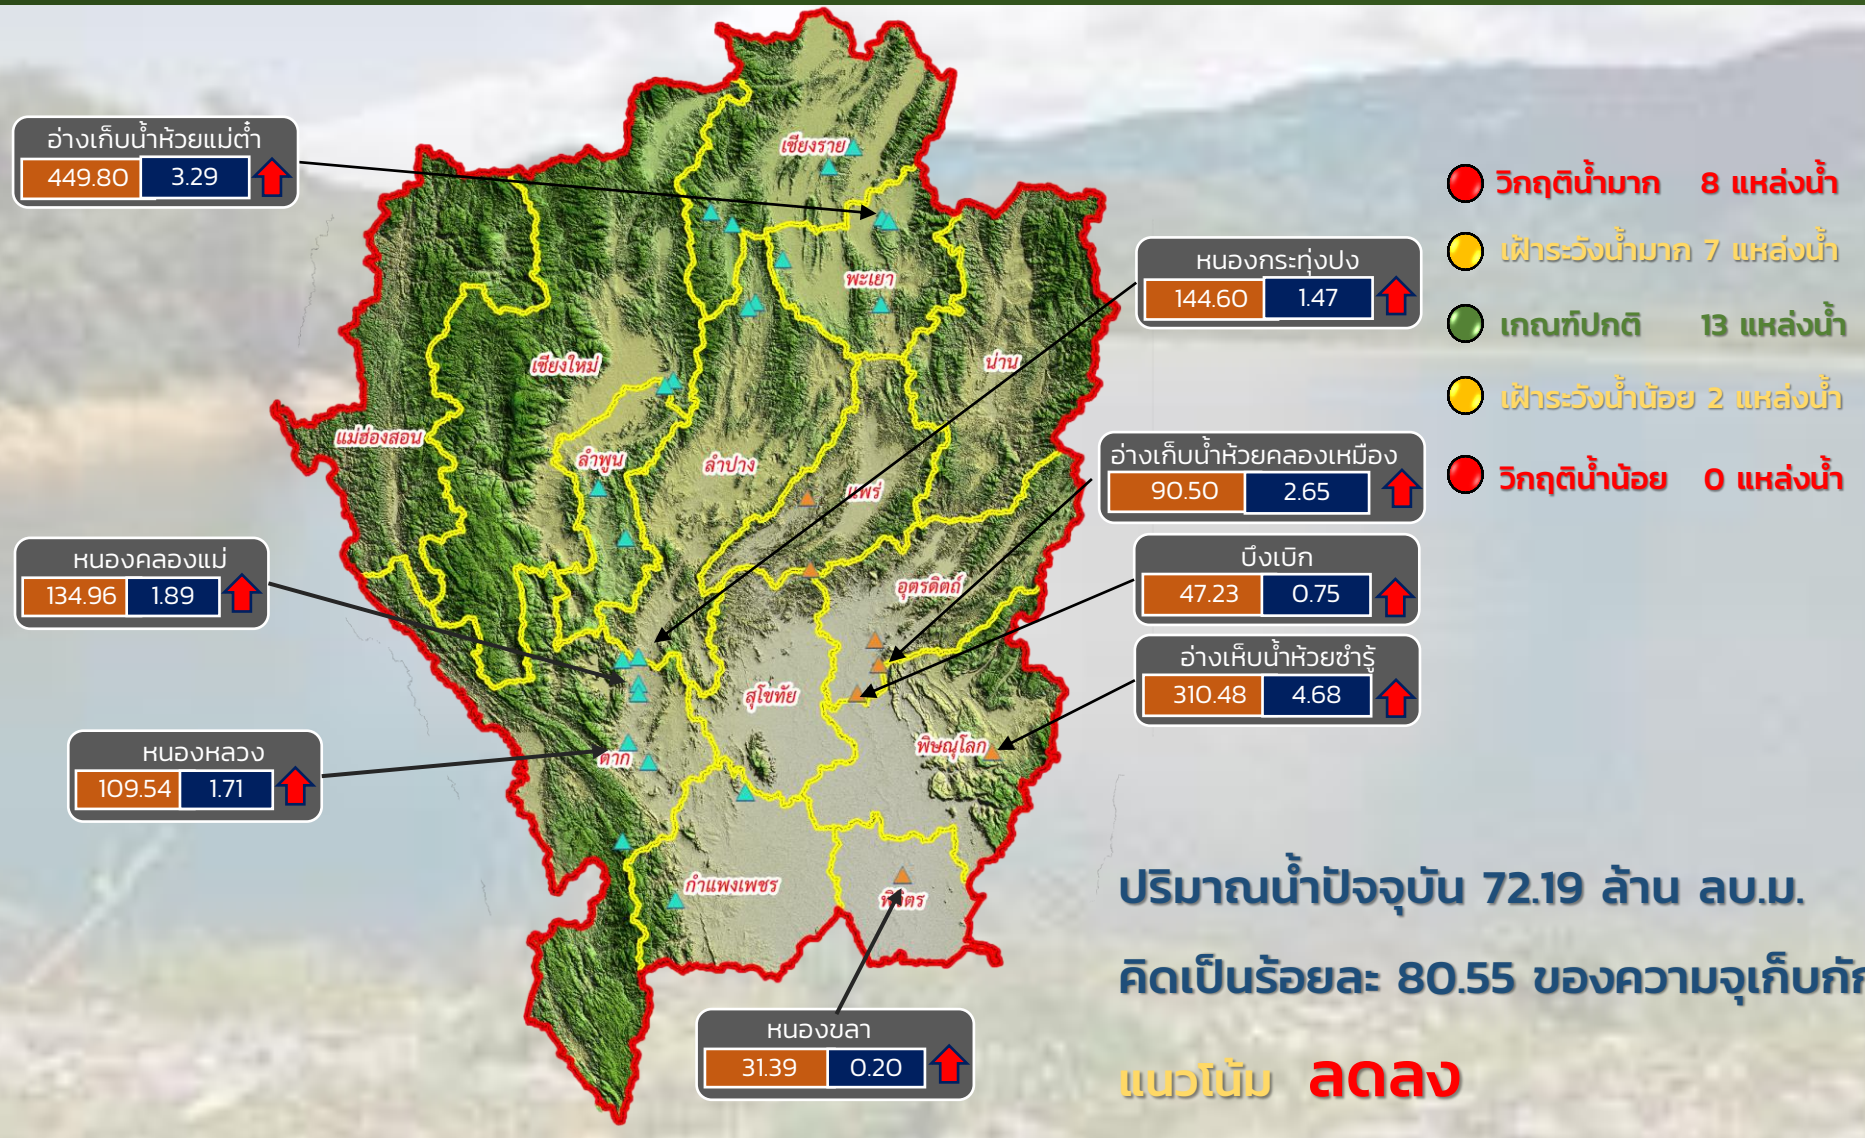 อ่างเก็บน้ำห้วยแม่ต๋ำ
449.80 3.29
หนองคลองแม่
134.96 1.89
หนองหลวง
109.54 1.71
หนองขลา
31.39 0.20
หนองกระทุ่งปง
144.60 1.47
อ่างเก็บน้ำห้วยคลองเหมือง
90.50 2.65
บึงเบิก
47.23 0.75
อ่างเห็บน้ำห้วยซำรู้
310.48 4.68
เชียงราย
พะเยา
น่าน
เชียงใหม่
แม่ฮ่องสอน
ลำพูน
ลำปาง
แพร่
อุตรดิตถ์
สุโขทัย
ตาก
พิษณุโลก
กำแพงเพชร
วิกฤติน้ำมาก 8 แหล่งน้ำ
เฝ้าระวังน้ำมาก 7 แหล่งน้ำ
เกณฑ์ปกติ 13 แหล่งน้ำ
เฝ้าระวังน้ำน้อย 2 แหล่งน้ำ
วิกฤติน้ำน้อย 0 แหล่งน้ำ
ปริมาณน้ำปัจจุบัน 72.19 ล้าน ลบ.ม.
คิดเป็นร้อยละ 80.55 ของความจุเก็บกัก
แนวโน้ม ลดลง